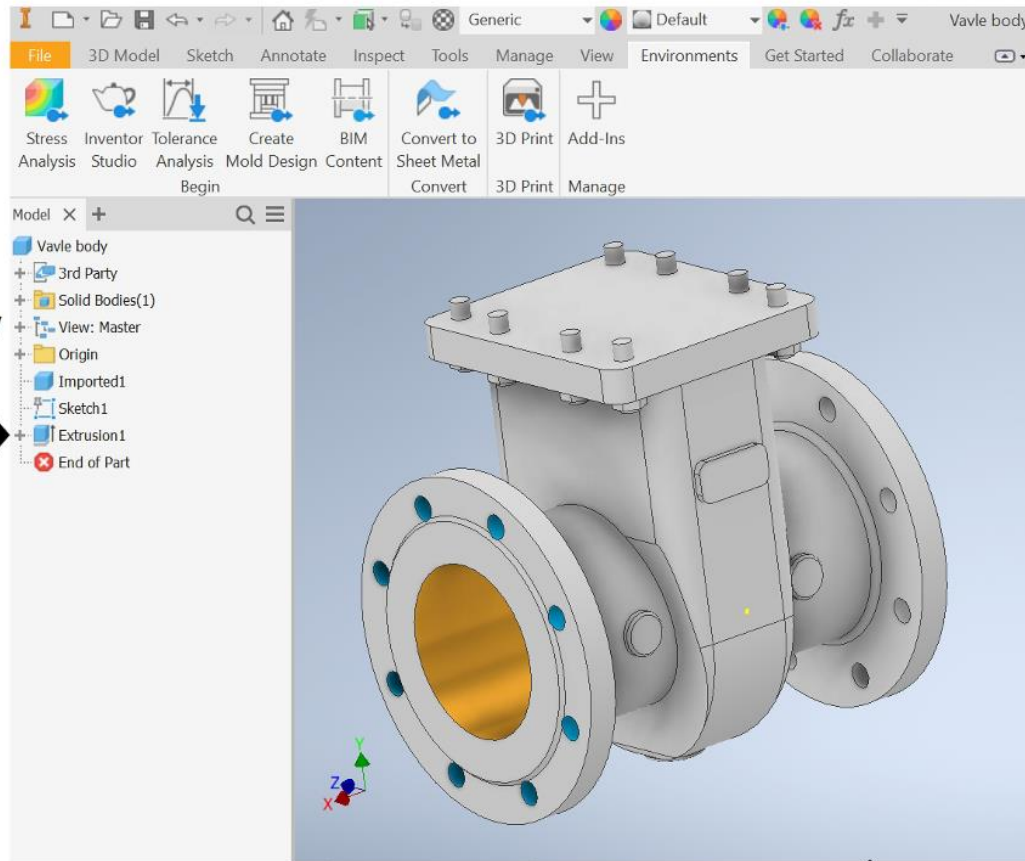 Generic Default fx Vavle body
File 3D Model Sketch Annotate Inspect Tools Manage View Environments Get Started Collaborate
Stress Analysis Inventor Studio Tolerance Analysis Create Mold Design BIM Content Convert to Sheet Metal 3D Print Add-Ins
Begin Convert 3D Print Manage
Model
Vavle body
3rd Party
Solid Bodies(1)
View: Master
Origin
Imported1
Sketch1
Extrusion1
End of Part
Y
Z
X